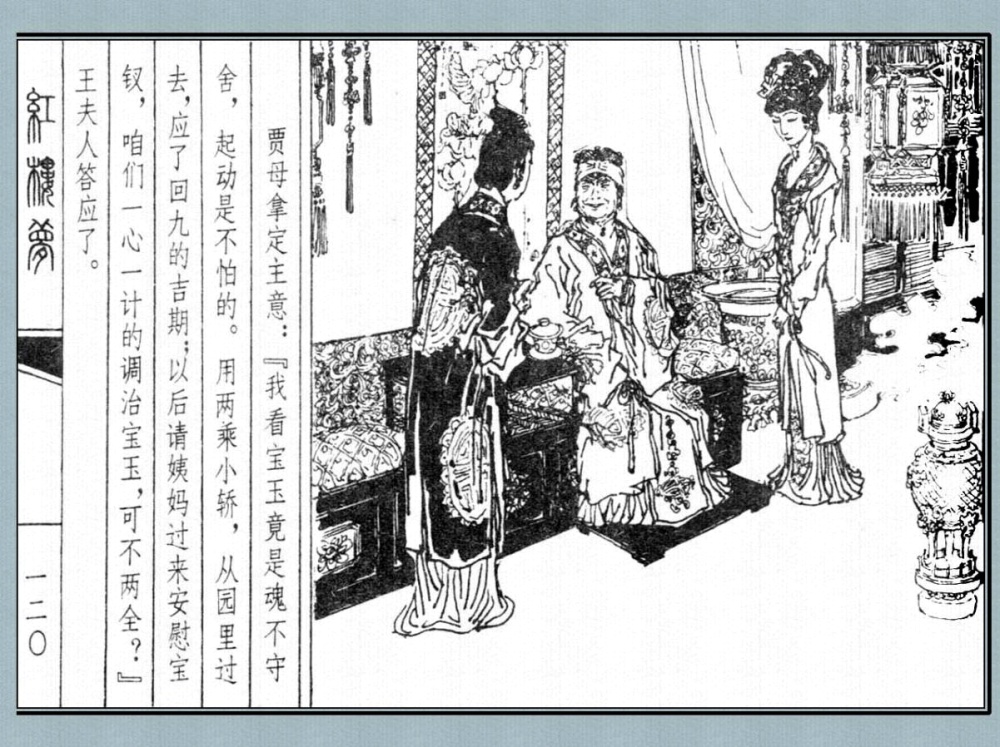 贾母拿定主意：『我看宝玉竟是魂不守
舍，起动是不怕的。用两乘小轿，从园里过
去，应了回九的吉期；以后请姨妈过来安慰宝
钗，咱们一心一计的调治宝玉，可不两全？』
王夫人答应了。
紅樓夢
一二〇